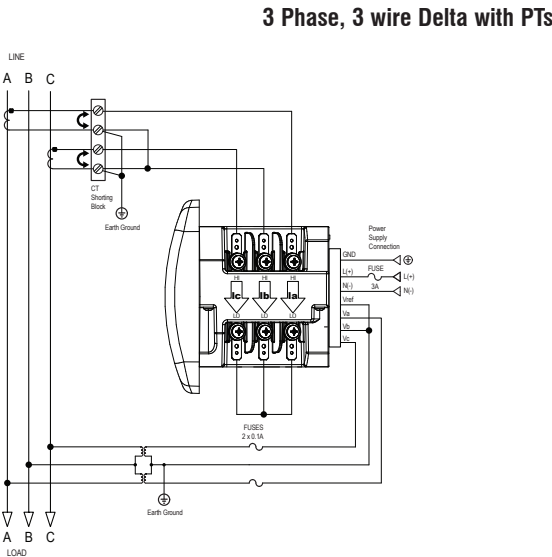 3 Phase, 3 wire Delta with PTs
LINE
A B C
CT
Shorting
Block
Earth Ground
Power
Supply
Connection
GND
L(+) FUSE L(+)
N(-) 3A N(-)
Vref
Va
Vb
Vc
HI HI HI
Ic Ib Ia
LO LO LO
FUSES
2 x 0.1A
Earth Ground
A B C
LOAD